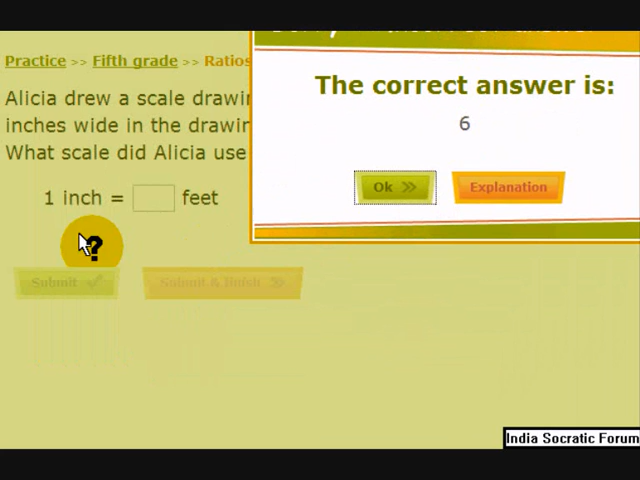 Practice >> Fifth grade >> Ratios
Alicia drew a scale drawin
inches wide in the drawin
What scale did Alicia use
1 inch = feet
?
Submit
Submit & finish >>
The correct answer is:
6
Ok >>
Explanation
India Socratic Forum